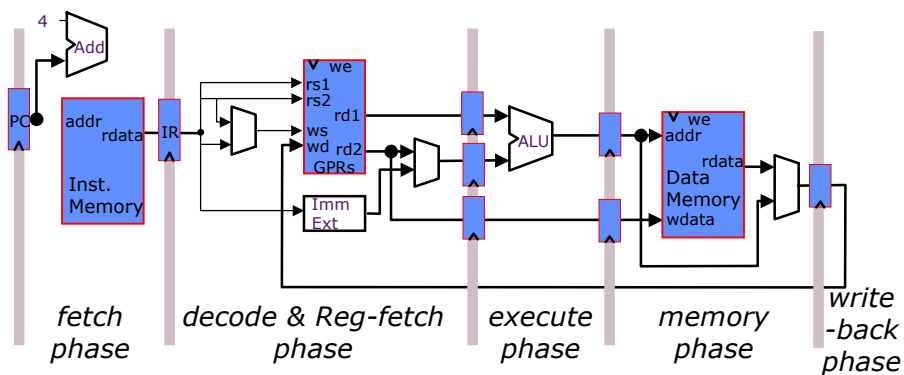 4
Add
PC
addr
rdata
Inst.
Memory
IR
we
rs1
rs2
rd1
ws
wd
rd2
GPRs
Imm
Ext
ALU
we
addr
rdata
Data
Memory
wdata
fetch
phase
decode & Reg-fetch
phase
execute
phase
memory
phase
write
-back
phase